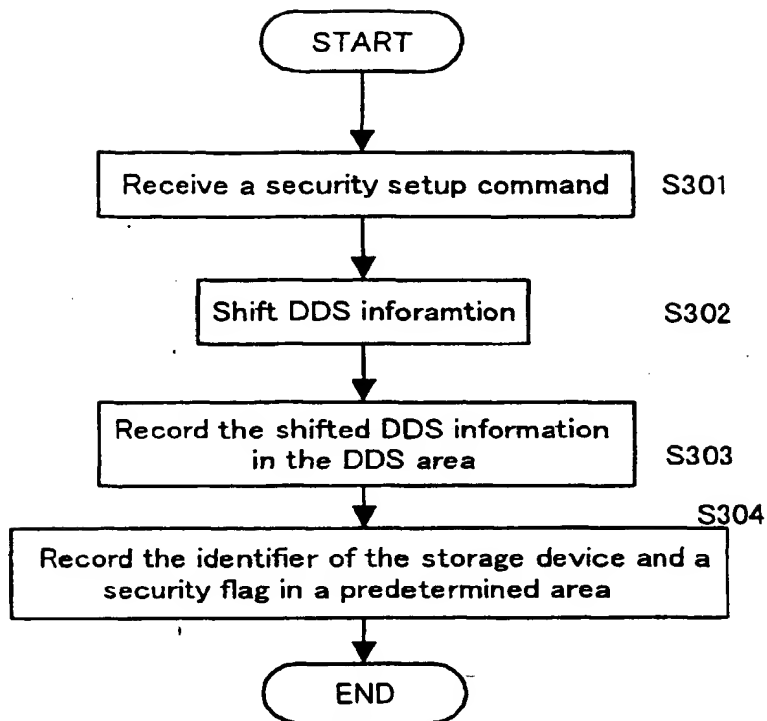 START
Receive a security setup command S301
Shift DDS inforamtion S302
Record the shifted DDS information
in the DDS area S303
S304
Record the identifier of the storage device and a
security flag in a predetermined area
END